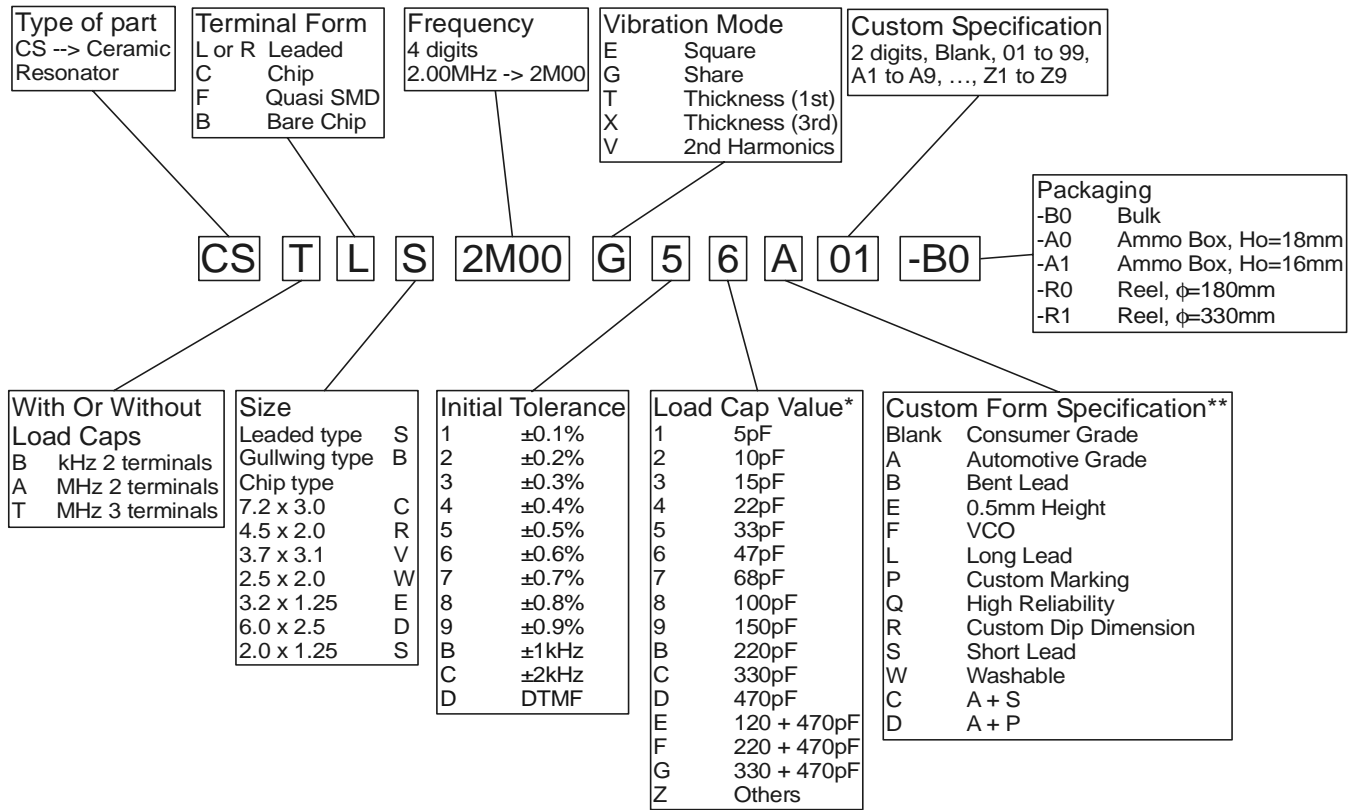 Type of part
CS --> Ceramic
Resonator
Terminal Form
L or R Leaded
C Chip
F Quasi SMD
B Bare Chip
Frequency
4 digits
2.00MHz -> 2M00
Vibration Mode
E Square
G Share
T Thickness (1st)
X Thickness (3rd)
V 2nd Harmonics
Custom Specification
2 digits, Blank, 01 to 99,
A1 to A9, …, Z1 to Z9
Packaging
-B0 Bulk
-A0 Ammo Box, Ho=18mm
-A1 Ammo Box, Ho=16mm
-R0 Reel, ϕ=180mm
-R1 Reel, ϕ=330mm
CS T L S 2M00 G 5 6 A 01 -B0
With Or Without
Load Caps
B kHz 2 terminals
A MHz 2 terminals
T MHz 3 terminals
Size
Leaded type S
Gullwing type B
Chip type
7.2 x 3.0 C
4.5 x 2.0 R
3.7 x 3.1 V
2.5 x 2.0 W
3.2 x 1.25 E
6.0 x 2.5 D
2.0 x 1.25 S
Initial Tolerance
1 ±0.1%
2 ±0.2%
3 ±0.3%
4 ±0.4%
5 ±0.5%
6 ±0.6%
7 ±0.7%
8 ±0.8%
9 ±0.9%
B ±1kHz
C ±2kHz
D DTMF
Load Cap Value*
1 5pF
2 10pF
3 15pF
4 22pF
5 33pF
6 47pF
7 68pF
8 100pF
9 150pF
B 220pF
C 330pF
D 470pF
E 120 + 470pF
F 220 + 470pF
G 330 + 470pF
Z Others
Custom Form Specification**
Blank Consumer Grade
A Automotive Grade
B Bent Lead
E 0.5mm Height
F VCO
L Long Lead
P Custom Marking
Q High Reliability
R Custom Dip Dimension
S Short Lead
W Washable
C A + S
D A + P